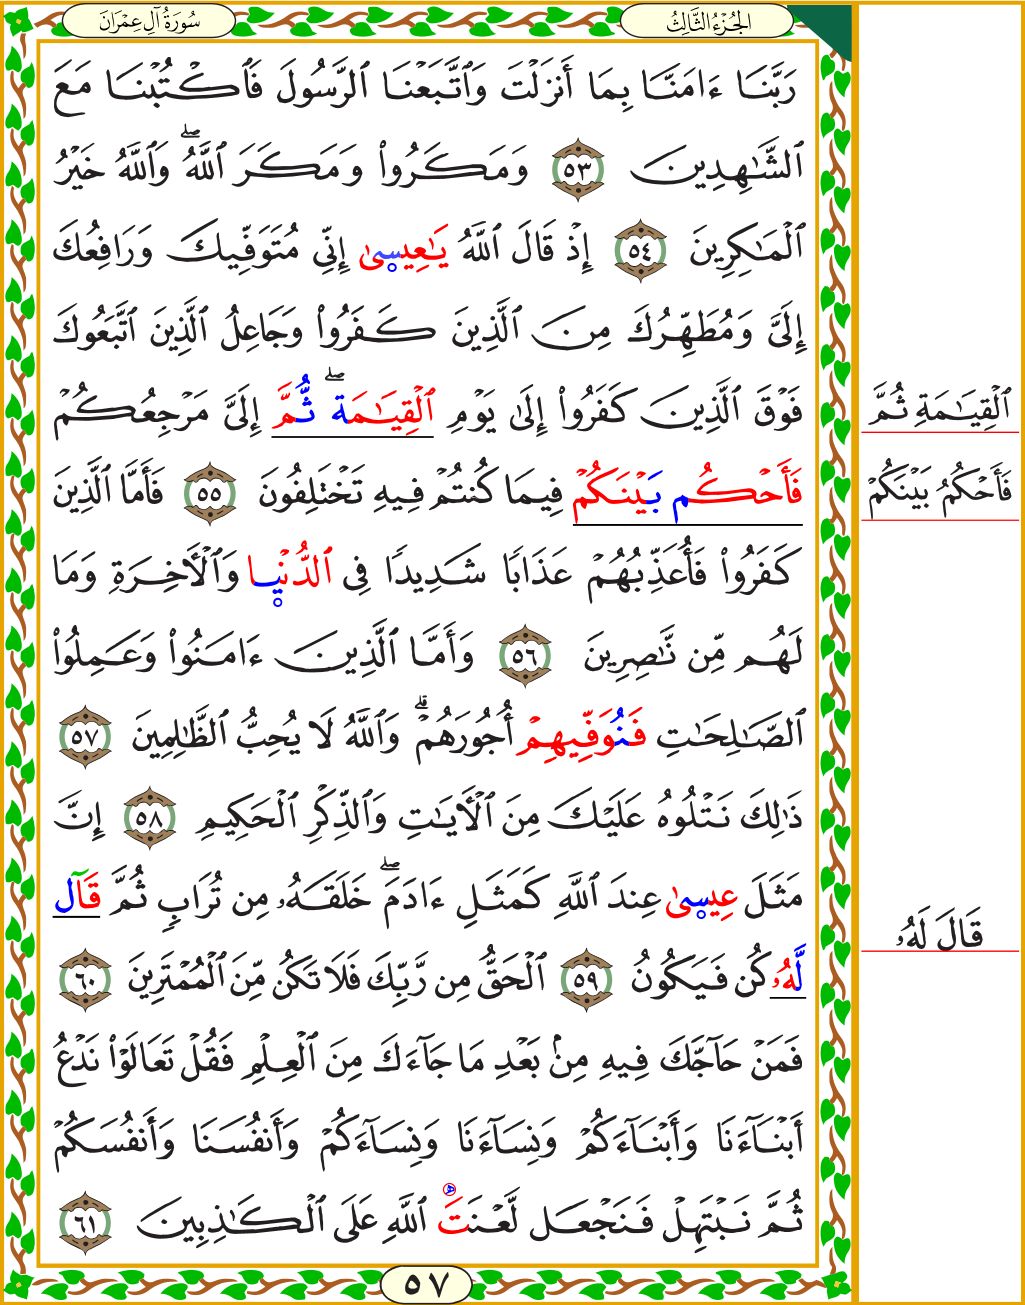 سُورَةُ آلِ عِمْرَانَ
الجُزْءُ الثَّالِثُ
رَبَّنَا ءَامَنَّا بِمَا أَنزَلْتَ وَٱتَّبَعْنَا ٱلرَّسُولَ فَٱكْتُبْنَا مَعَ
ٱلشَّٰهِدِينَ ٥٣ وَمَكَرُوا۟ وَمَكَرَ ٱللَّهُۖ وَٱللَّهُ خَيْرُ
ٱلْمَٰكِرِينَ ٥٤ إِذْ قَالَ ٱللَّهُ يَٰعِيسىٰ إِنِّي مُتَوَفِّيكَ وَرَافِعُكَ
إِلَىَّ وَمُطَهِّرُكَ مِنَ ٱلَّذِينَ كَفَرُوا۟ وَجَاعِلُ ٱلَّذِينَ ٱتَّبَعُوكَ
فَوْقَ ٱلَّذِينَ كَفَرُوا۟ إِلَىٰ يَوْمِ ٱلْقِيَٰمَةۖ ثُّمَّ إِلَىَّ مَرْجِعُكُمْ
فَأَحْكُم بَيْنَكُمْ فِيمَا كُنتُمْ فِيهِ تَخْتَلِفُونَ ٥٥ فَأَمَّا ٱلَّذِينَ
كَفَرُوا۟ فَأُعَذِّبُهُمْ عَذَابًا شَدِيدًا فِى ٱلدُّنْيا وَٱلْأَخِرَةِ وَمَا
لَهُم مِّن نَّٰصِرِينَ ٥٦ وَأَمَّا ٱلَّذِينَ ءَامَنُوا۟ وَعَمِلُوا۟
ٱلصَّٰلِحَٰتِ فَنُوَفِّيهِمْ أُجُورَهُمْۗ وَٱللَّهُ لَا يُحِبُّ ٱلظَّٰلِمِينَ ٥٧
ذَٰلِكَ نَتْلُوهُ عَلَيْكَ مِنَ ٱلْأَيَٰتِ وَٱلذِّكْرِ ٱلْحَكِيمِ ٥٨ إِنَّ
مَثَلَ عِيسىٰ عِندَ ٱللَّهِ كَمَثَلِ ءَادَمَۖ خَلَقَهُۥ مِن تُرَابٍ ثُمَّ قَآل
لَّهُۥ كُن فَيَكُونُ ٥٩ ٱلْحَقُّ مِن رَّبِّكَ فَلَا تَكُن مِّنَ ٱلْمُمْتَرِينَ ٦٠
فَمَنْ حَآجَّكَ فِيهِ مِنۢ بَعْدِ مَا جَآءَكَ مِنَ ٱلْعِلْمِ فَقُلْ تَعَالَوْا۟ نَدْعُ
أَبْنَآءَنَا وَأَبْنَآءَكُمْ وَنِسَآءَنَا وَنِسَآءَكُمْ وَأَنفُسَنَا وَأَنفُسَكُمْ
ثُمَّ نَبْتَهِلْ فَنَجْعَل لَّعْنَتَ ٱللَّهِ عَلَى ٱلْكَٰذِبِينَ ٦١
٥٧
ٱلْقِيَٰمَةِ ثُمَّ
فَأَحْكُمُ بَيْنَكُمْ
قَالَ لَهُۥ